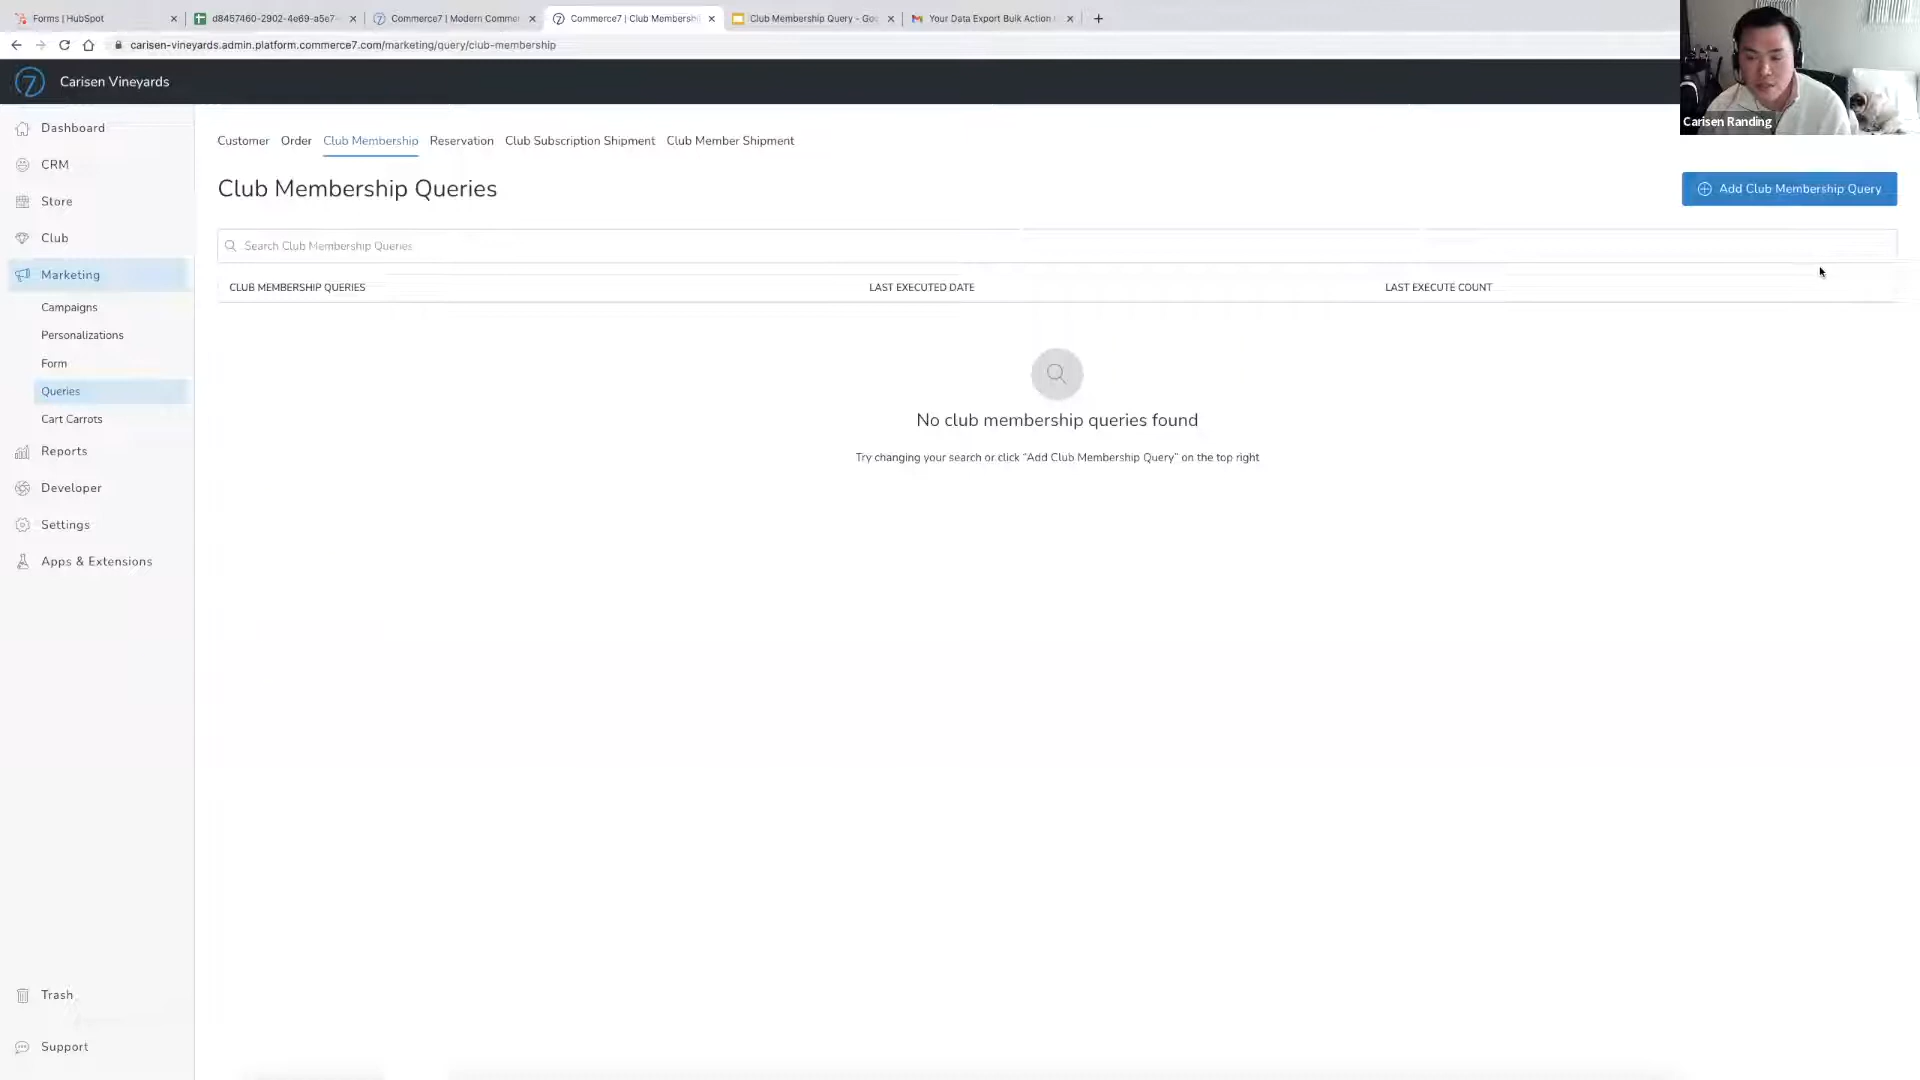 Forms | HubSpot
d8457460-2902-4e69-a5e7-
Commerce7 | Modern Commer
Commerce7 | Club Membersh
Club Membership Query - Goo
Your Data Export Bulk Action
carisen-vineyards.admin.platform.commerce7.com/marketing/query/club-membership
7
Carisen Vineyards
Carisen Randing
Dashboard
CRM
Store
Club
Marketing
Campaigns
Personalizations
Form
Queries
Cart Carrots
Reports
Developer
Settings
Apps & Extensions
Trash
Support
Customer Order Club Membership Reservation Club Subscription Shipment Club Member Shipment
Club Membership Queries
Add Club Membership Query
Search Club Membership Queries
CLUB MEMBERSHIP QUERIES LAST EXECUTED DATE LAST EXECUTE COUNT
No club membership queries found
Try changing your search or click “Add Club Membership Query” on the top right